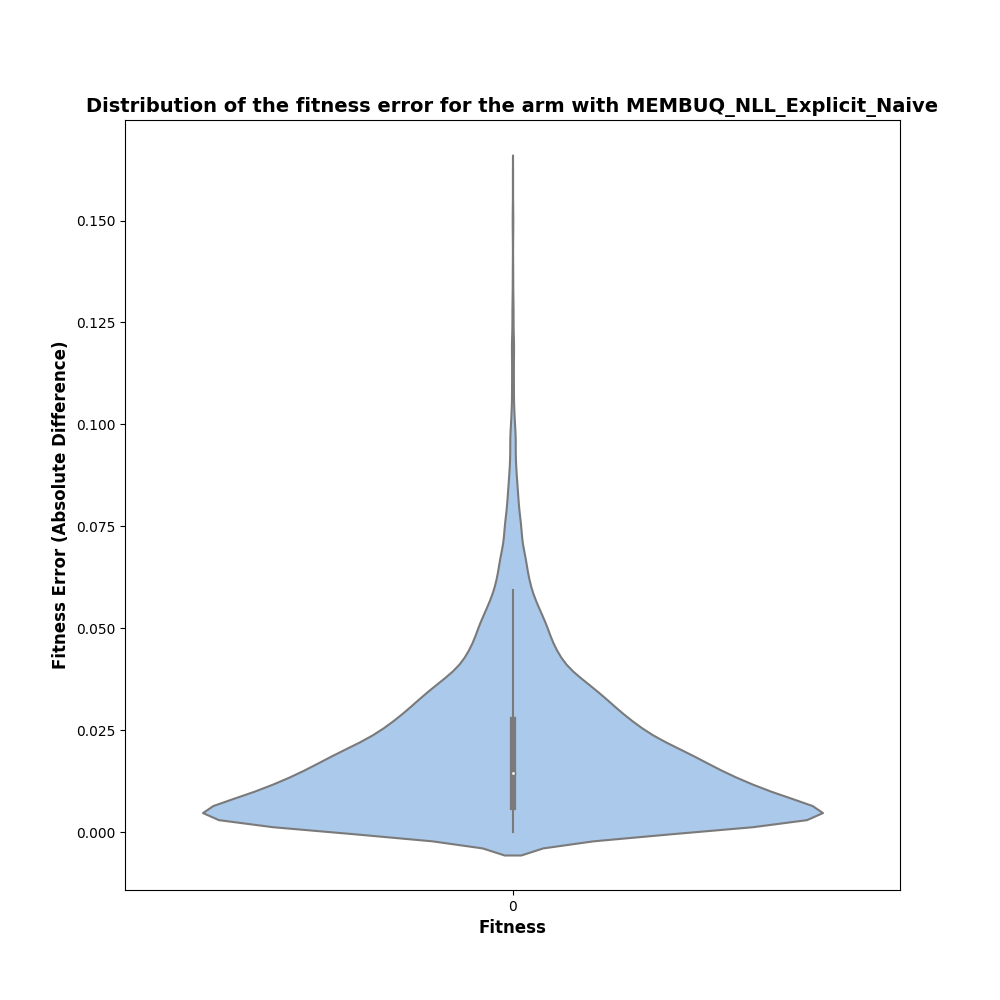 Distribution of the fitness error for the arm with MEMBUQ_NLL_Explicit_Naive
Fitness Error (Absolute Difference)
0.150
0.125
0.100
0.075
0.050
0.025
0.000
0
Fitness